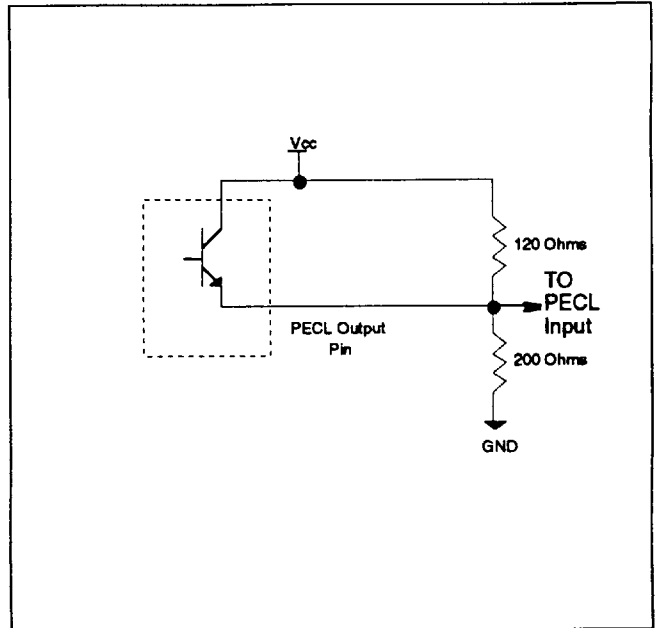 Vcc
120 Ohms
TO
PECL
Input
PECL Output
Pin
200 Ohms
GND